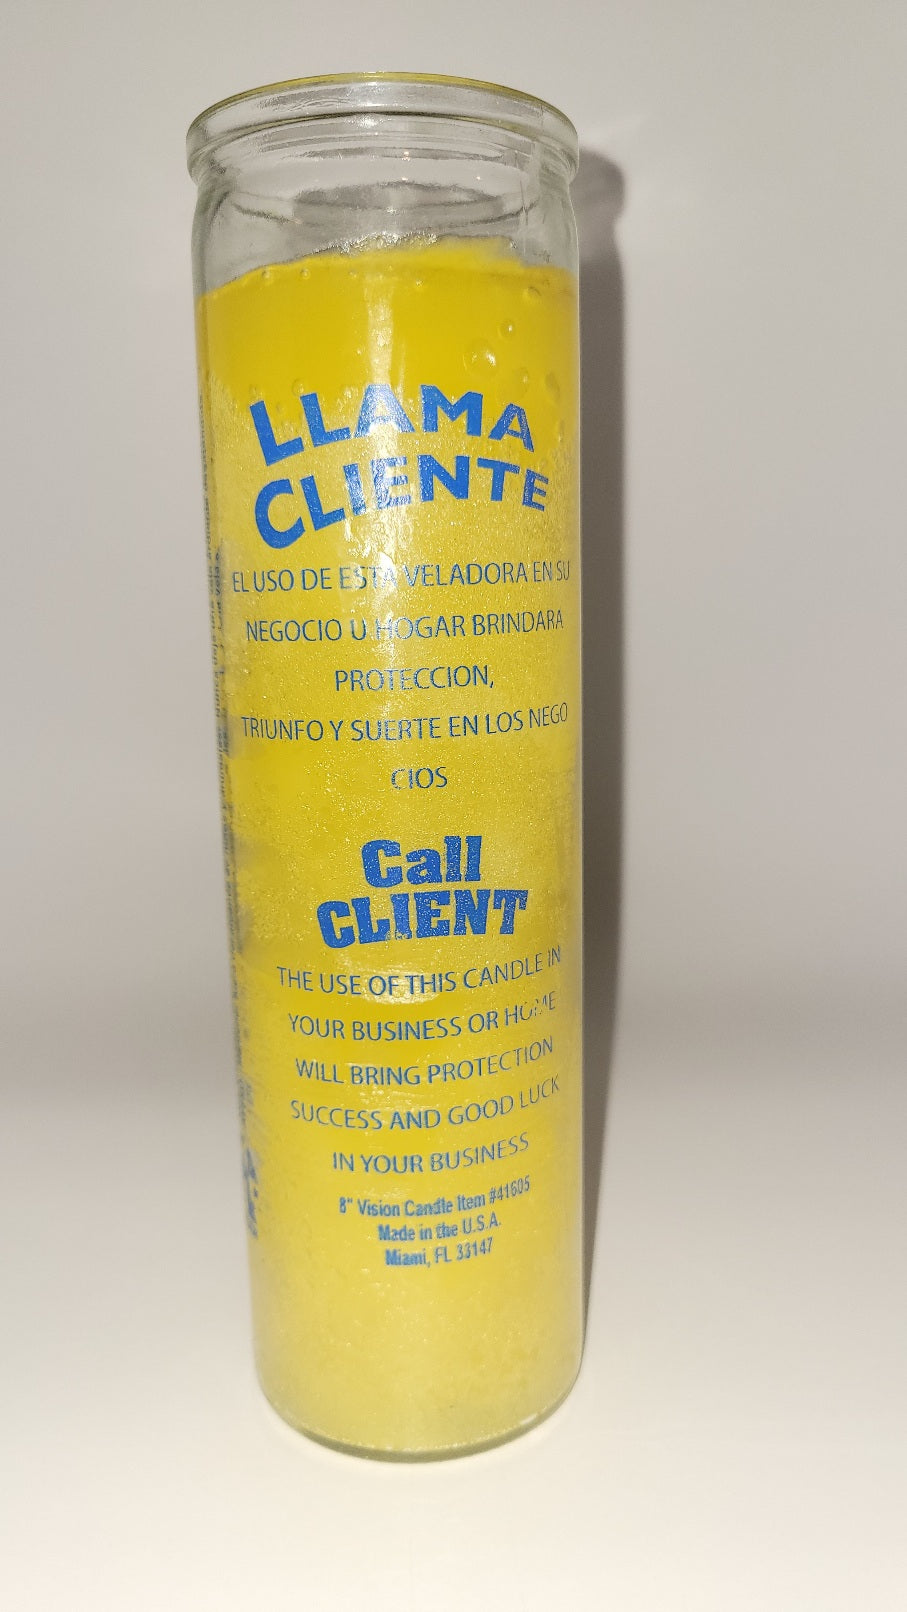 LLAMA
CLIENTE
EL USO DE ESTA VELADORA EN SU
NEGOCIO U HOGAR BRINDARA
PROTECCION,
TRIUNFO Y SUERTE EN LOS NEGO
CIOS
Call
CLIENT
THE USE OF THIS CANDLE IN
YOUR BUSINESS OR HOME
WILL BRING PROTECTION
SUCCESS AND GOOD LUCK
IN YOUR BUSINESS
8" Vision Candle Item #41605
Made in the U.S.A.
Miami, FL 33147